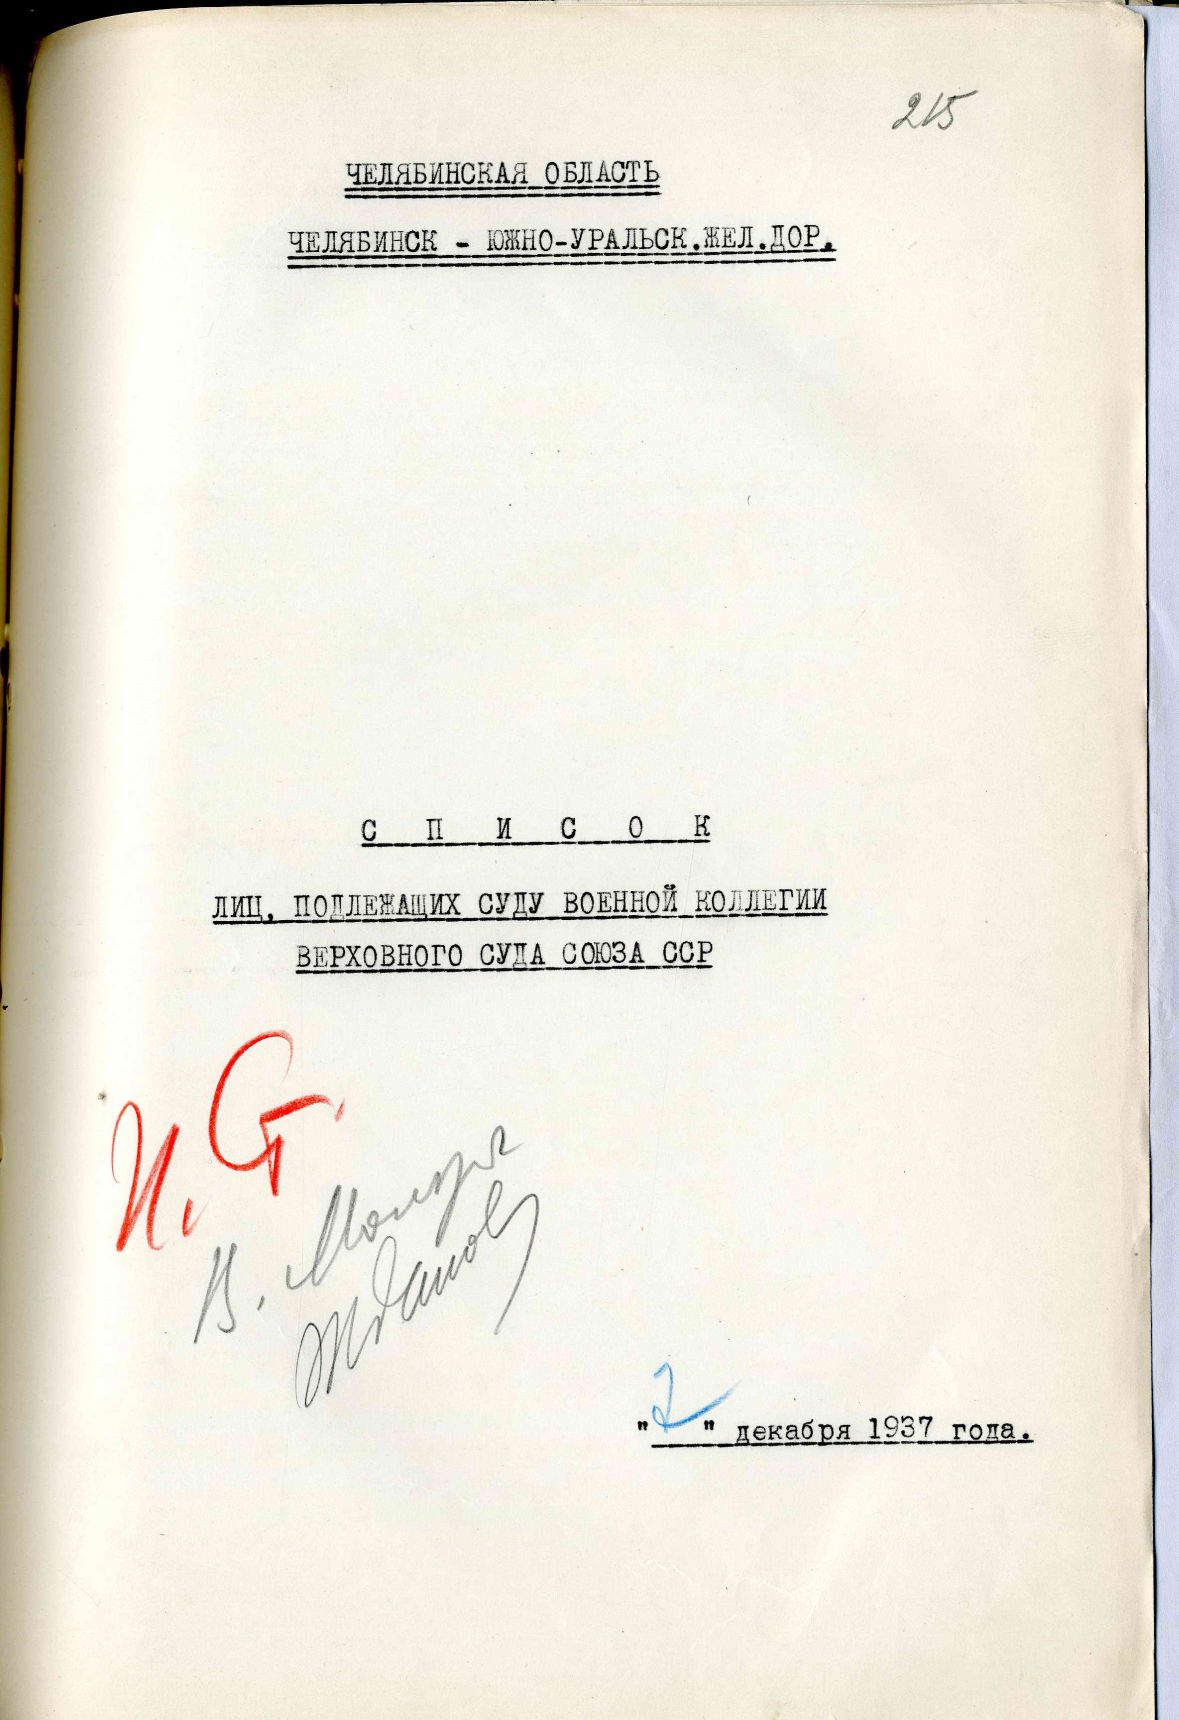 215
ЧЕЛЯБИНСКАЯ ОБЛАСТЬ
ЧЕЛЯБИНСК - ЮЖНО-УРАЛЬСК.ЖЕЛ.ДОР.
С П И С О К
ЛИЦ, ПОДЛЕЖАЩИХ СУДУ ВОЕННОЙ КОЛЛЕГИИ
ВЕРХОВНОГО СУДА СОЮЗА ССР
И. Ст.
В. Молотов
Жданов
"2" декабря 1937 года.